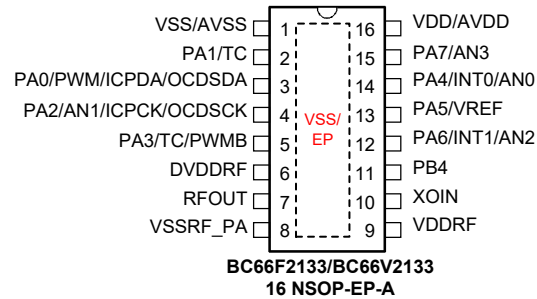 VSS/AVSS 1 16 VDD/AVDD
PA1/TC 2 15 PA7/AN3
PA0/PWM/ICPDA/OCDSDA 3 14 PA4/INT0/AN0
PA2/AN1/ICPCK/OCDSCK 4 13 PA5/VREF
VSS/
EP
PA3/TC/PWMB 5 12 PA6/INT1/AN2
DVDDRF 6 11 PB4
RFOUT 7 10 XOIN
VSSRF_PA 8 9 VDDRF
BC66F2133/BC66V2133
16 NSOP-EP-A